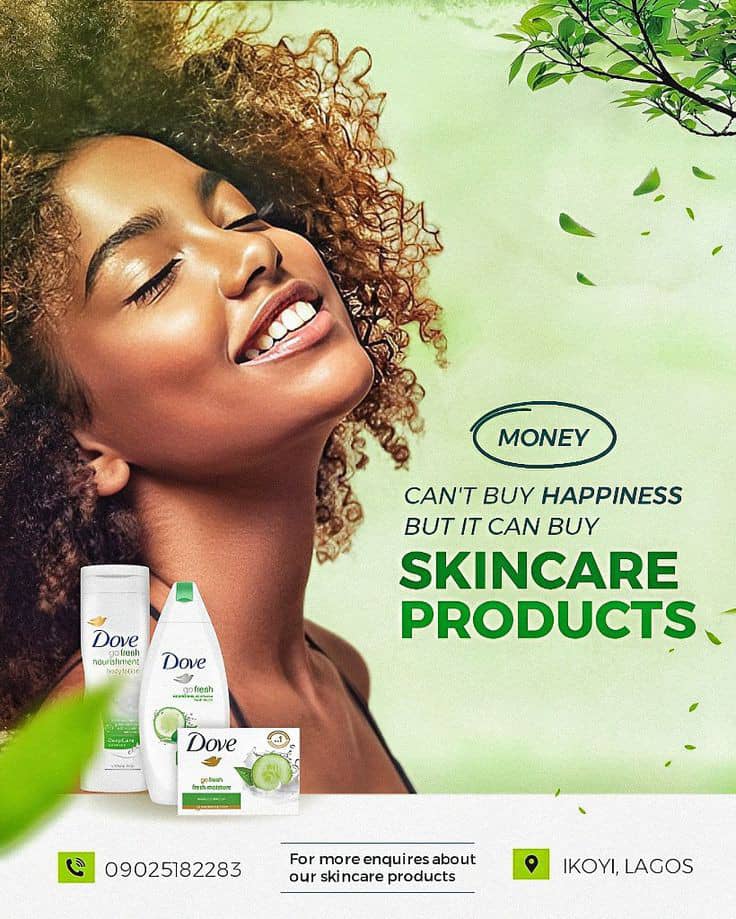 MONEY
CAN'T BUY HAPPINESS
BUT IT CAN BUY
SKINCARE
PRODUCTS
Dove
go fresh
nourishment
body lotion
DeepCare
Dove
go fresh
Dove
go fresh
fresh moisture
09025182283
For more enquires about
our skincare products
IKOYI, LAGOS